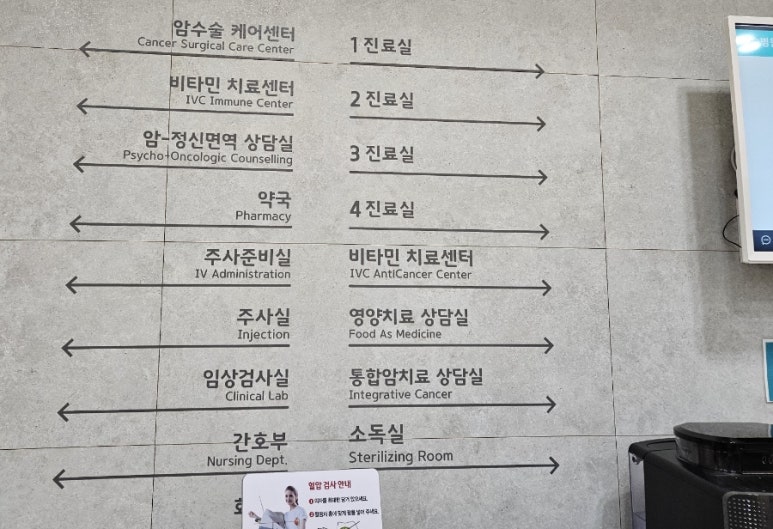 암수술 케어센터
Cancer Surgical Care Center
비타민 치료센터
IVC Immune Center
암-정신면역 상담실
Psycho-Oncologic Counselling
약국
Pharmacy
주사준비실
IV Administration
주사실
Injection
임상검사실
Clinical Lab
간호부
Nursing Dept.
1 진료실
2 진료실
3 진료실
4 진료실
비타민 치료센터
IVC AntiCancer Center
영양치료 상담실
Food As Medicine
통합암치료 상담실
Integrative Cancer
소독실
Sterilizing Room
혈압 검사 안내